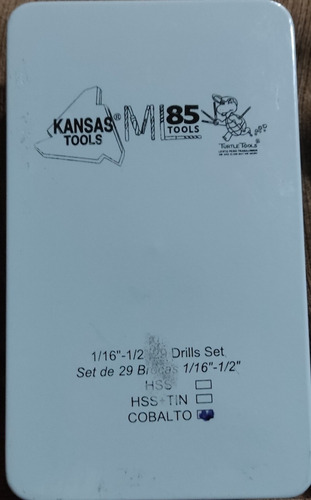 KANSAS®
TOOLS
ML
85
TOOLS
TURTLE TOOLS®
1/16"-1/2 Drills Set
Set de 29 Brocas 1/16"-1/2"
HSS
HSS+TIN
COBALTO